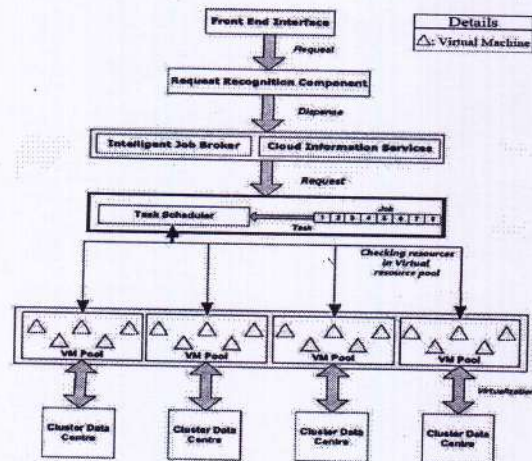 Front End Interface
Details
△: Virtual Machine
Request
Request Recognition Component
Dispense
Intelligent Job Broker
Cloud Information Services
Request
Job
Task Scheduler
1 2 3 4 5 6 7 8
Task
Checking resources
in Virtual
resource pool
VM Pool
VM Pool
VM Pool
VM Pool
Virtualization
Cluster Data
Centre
Cluster Data
Centre
Cluster Data
Centre
Cluster Data
Centre